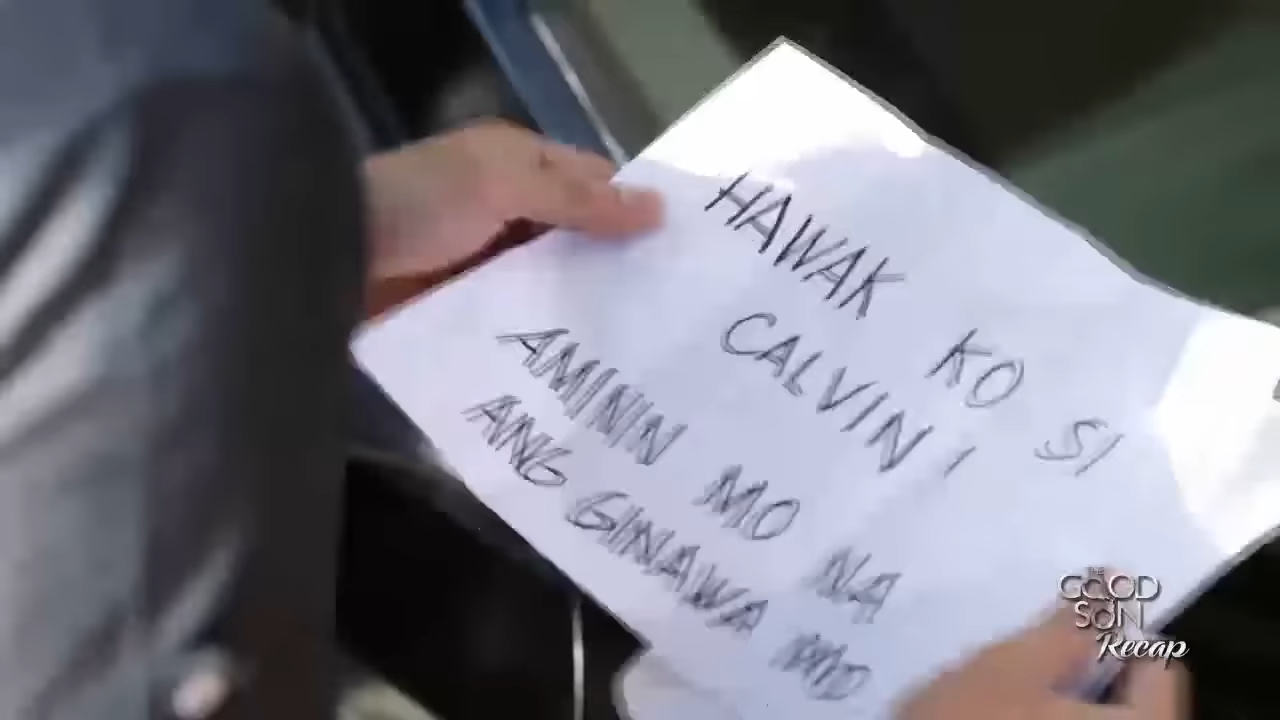 HAWAK KO SI
CALVIN!
AMININ MO NA
ANG GINAWA MO
THE
GOOD
SON
Recap